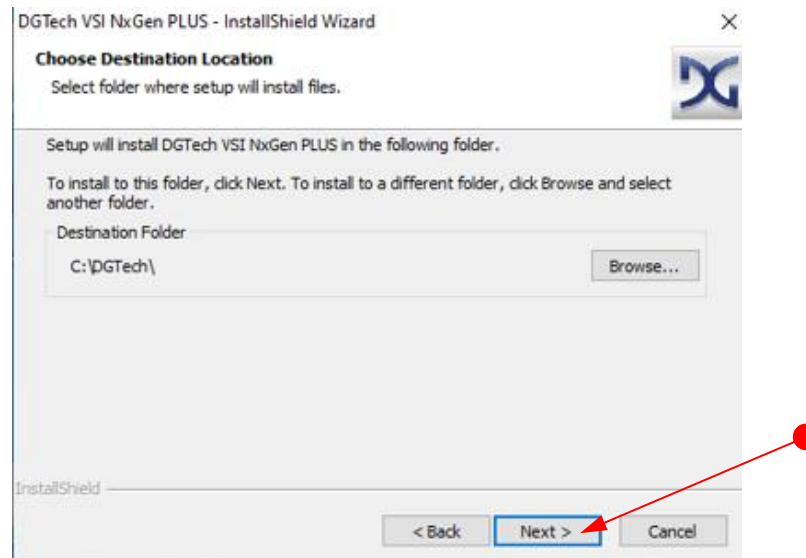 DGTech VSI NxGen PLUS - InstallShield Wizard
Choose Destination Location
Select folder where setup will install files.
DG
Setup will install DGTech VSI NxGen PLUS in the following folder.
To install to this folder, click Next. To install to a different folder, click Browse and select
another folder.
Destination Folder
C:\DGTech\
Browse...
InstallShield
< Back
Next >
Cancel